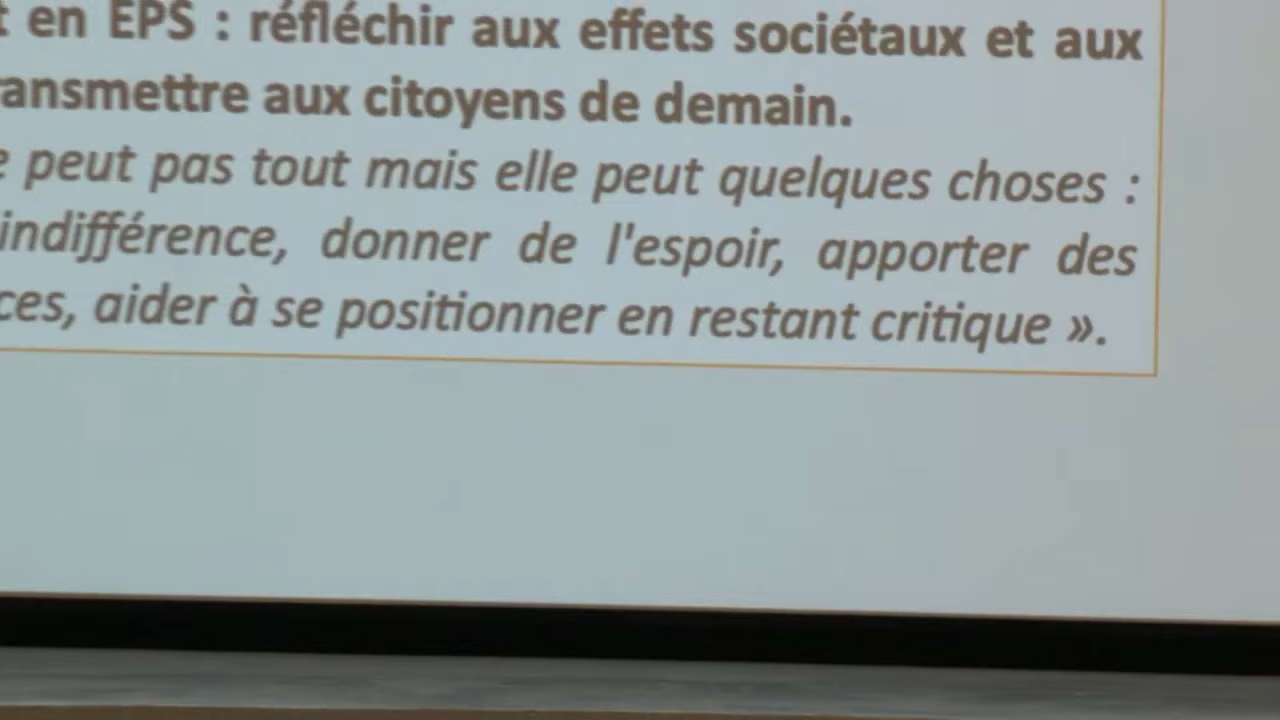 en EPS : réfléchir aux effets sociétaux et aux
ansmettre aux citoyens de demain.
peut pas tout mais elle peut quelques choses :
indifférence, donner de l'espoir, apporter des
ces, aider à se positionner en restant critique ».